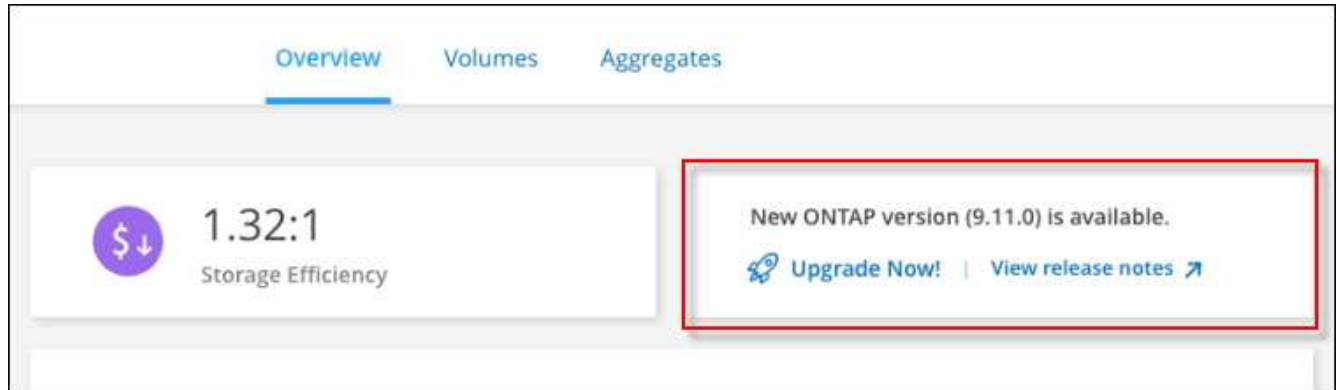 Overview Volumes Aggregates
1.32:1
Storage Efficiency
New ONTAP version (9.11.0) is available.
Upgrade Now! | View release notes